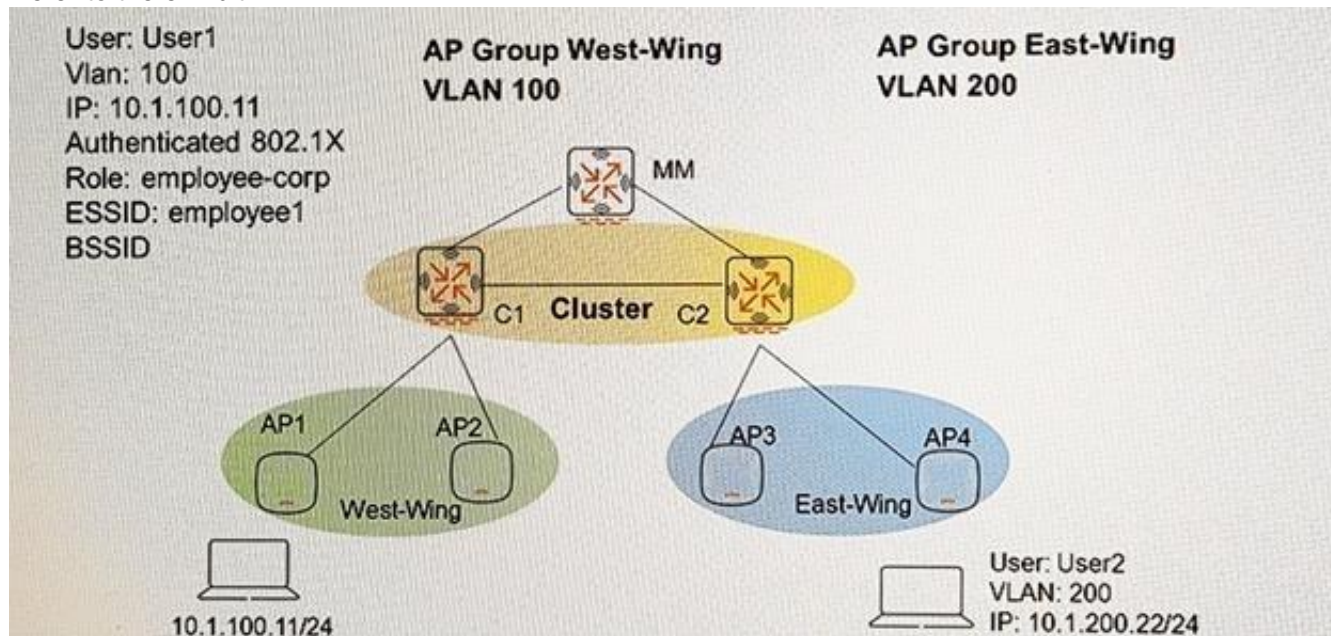 User: User1
Vlan: 100
IP: 10.1.100.11
Authenticated 802.1X
Role: employee-corp
ESSID: employee1
BSSID
AP Group West-Wing
VLAN 100
AP Group East-Wing
VLAN 200
MM
C1
Cluster
C2
AP1
AP2
West-Wing
AP3
AP4
East-Wing
10.1.100.11/24
User: User2
VLAN: 200
IP: 10.1.200.22/24